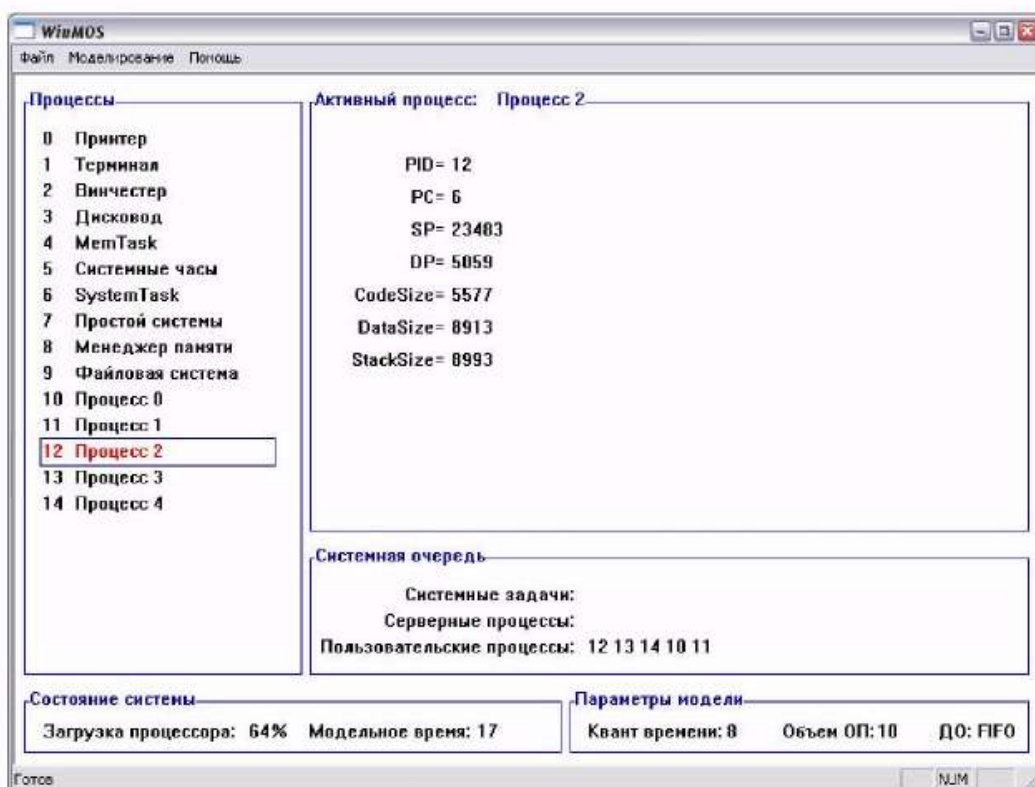 WinMOS
Файл Моделирование Помощь
Процессы
0 Принтер
1 Терминал
2 Винчестер
3 Дисковод
4 MemTask
5 Системные часы
6 SystemTask
7 Простой системы
8 Менеджер памяти
9 Файловая система
10 Процесс 0
11 Процесс 1
12 Процесс 2
13 Процесс 3
14 Процесс 4
Активный процесс: Процесс 2
PID= 12
PC= 6
SP= 23483
DP= 5059
CodeSize= 5577
DataSize= 8913
StackSize= 8993
Системная очередь
Системные задачи:
Серверные процессы:
Пользовательские процессы: 12 13 14 10 11
Состояние системы
Загрузка процессора: 64% Модельное время: 17
Параметры модели
Квант времени: 8 Объем ОП: 10 ДО: FIFO
Готов NUM